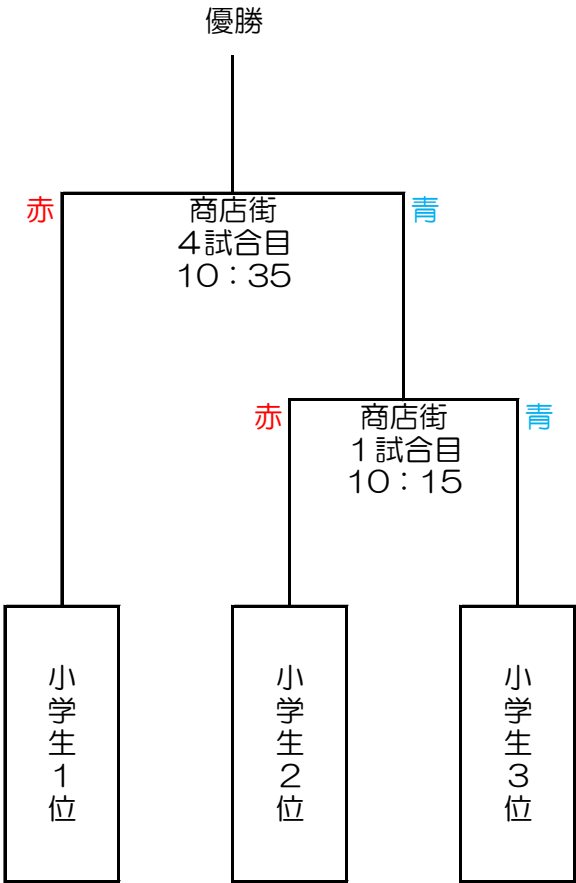 優勝
赤
商店街
４試合目
１０：３５
青
赤
商店街
１試合目
１０：１５
青
小学生１位
小学生２位
小学生３位